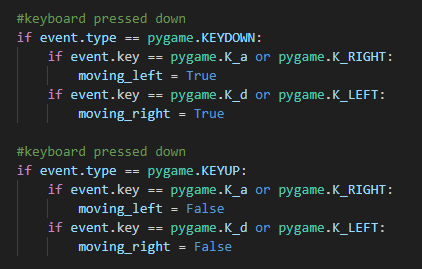 #keyboard pressed down
if event.type == pygame.KEYDOWN:
    if event.key == pygame.K_a or pygame.K_RIGHT:
        moving_left = True
    if event.key == pygame.K_d or pygame.K_LEFT:
        moving_right = True

#keyboard pressed down
if event.type == pygame.KEYUP:
    if event.key == pygame.K_a or pygame.K_RIGHT:
        moving_left = False
    if event.key == pygame.K_d or pygame.K_LEFT:
        moving_right = False